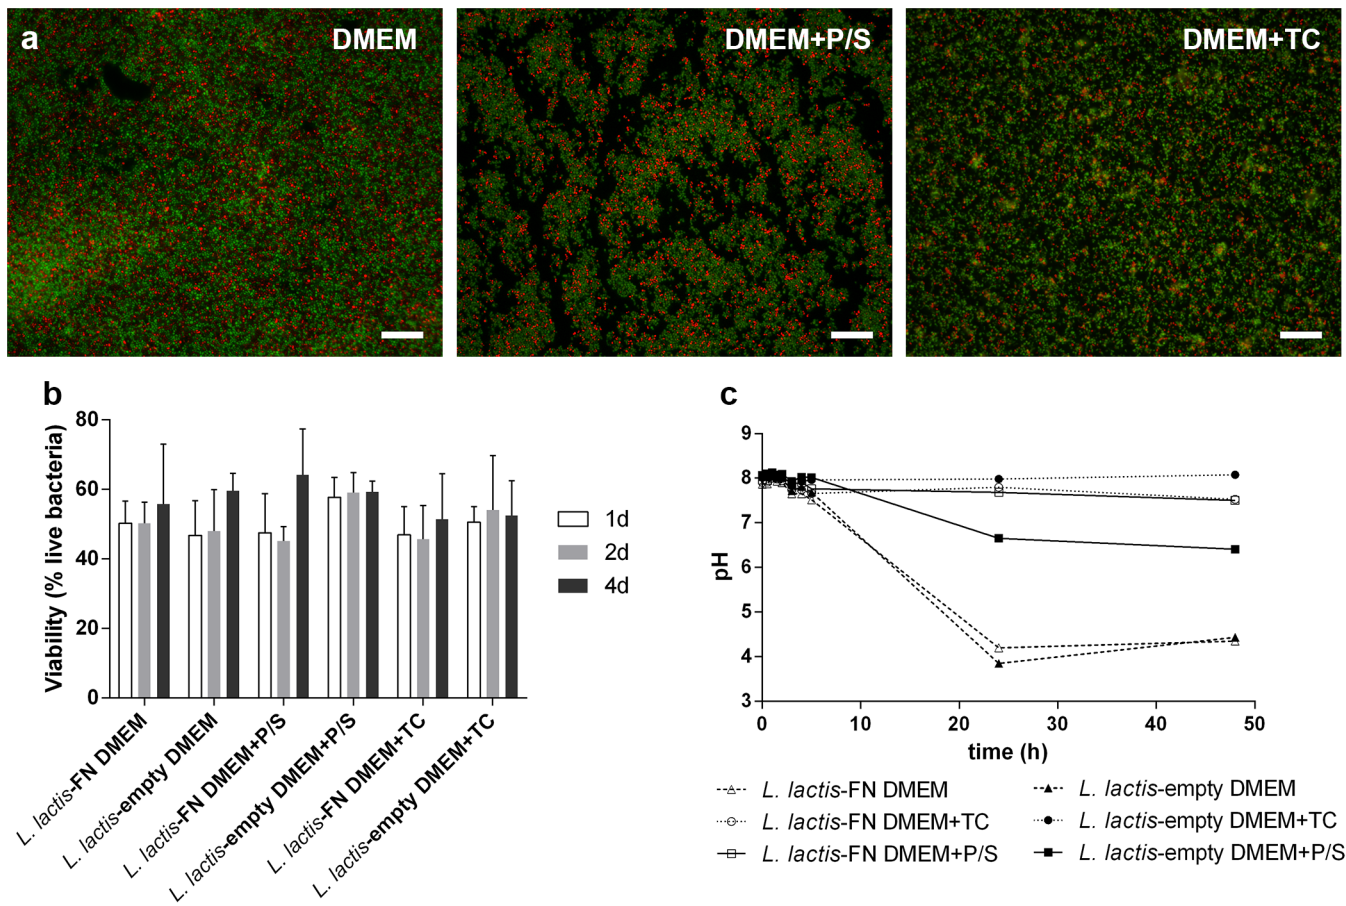 a
DMEM
DMEM+P/S
DMEM+TC
b
Viability (% live bacteria)
80
60
40
20
0
1d
2d
4d
L. lactis-FN DMEM
L. lactis-empty DMEM
L. lactis-FN DMEM+P/S
L. lactis-empty DMEM+P/S
L. lactis-FN DMEM+TC
L. lactis-empty DMEM+TC
c
pH
9
8
7
6
5
4
3
0 10 20 30 40 50
time (h)
L. lactis-FN DMEM
L. lactis-empty DMEM
L. lactis-FN DMEM+TC
L. lactis-empty DMEM+TC
L. lactis-FN DMEM+P/S
L. lactis-empty DMEM+P/S